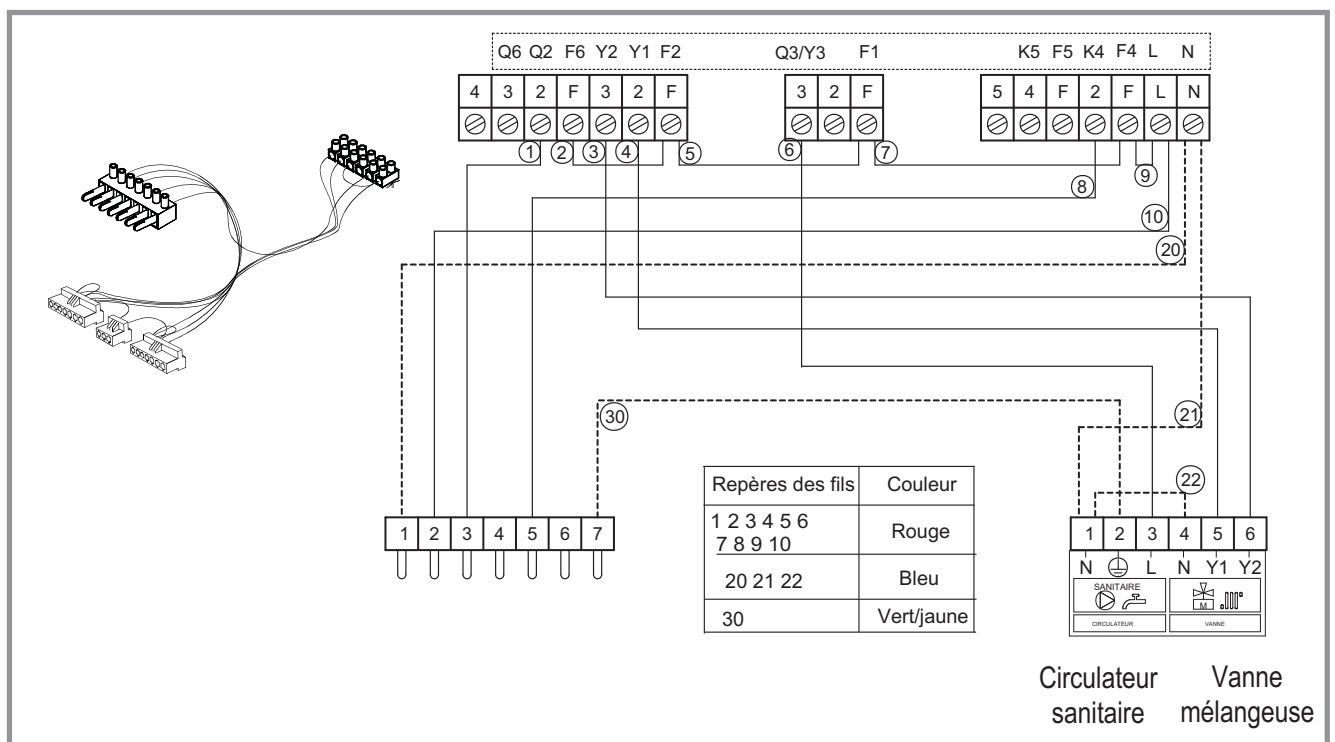 Q6 Q2 F6 Y2 Y1 F2 Q3/Y3 F1 K5 F5 K4 F4 L N
4 3 2 F 3 2 F 3 2 F 5 4 F 2 F L N
1 2 3 4 5 6 7
8 9
10
20
30 21
22
Repères des fils Couleur
1 2 3 4 5 6 Rouge
7 8 9 10
20 21 22 Bleu
30 Vert/jaune
1 2 3 4 5 6 7 1 2 3 4 5 6
N L N Y1 Y2
SANITAIRE
M
CIRCULATEUR VANNE
Circulateur Vanne
sanitaire mélangeuse